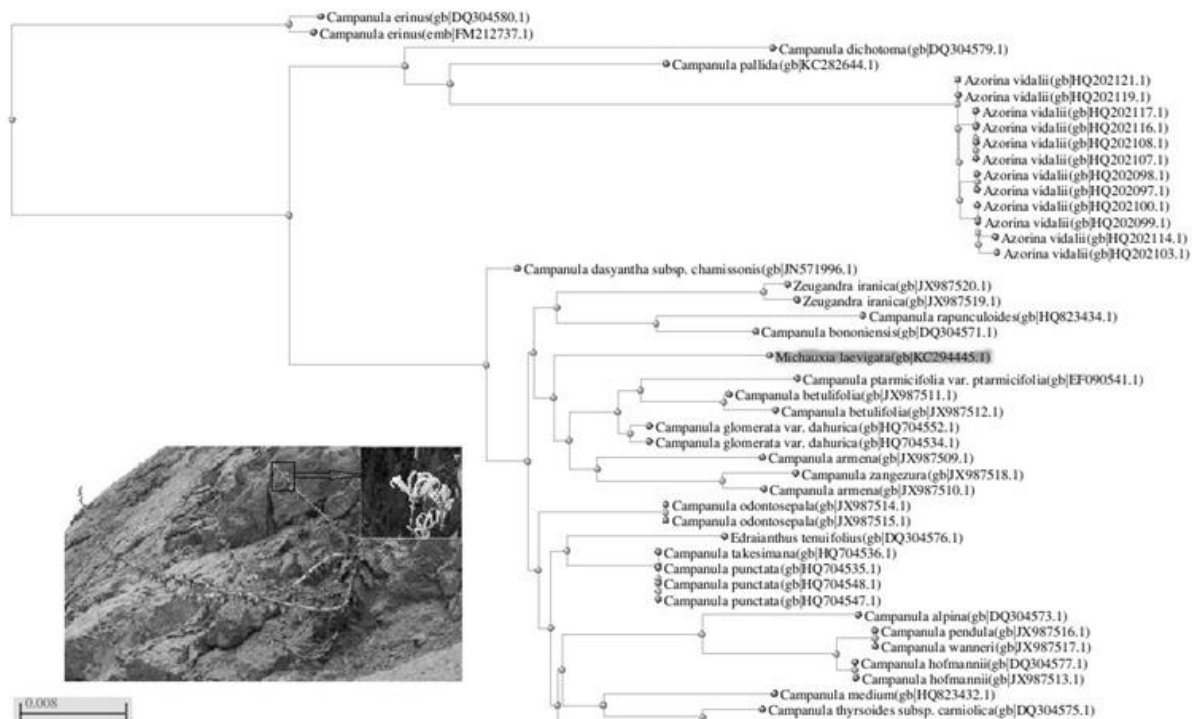 Campanula erinus(gb|DQ304580.1)
Campanula erinus(emb|FM212737.1)
Campanula dichotoma(gb|DQ304579.1)
Campanula pallida(gb|KC282644.1)
Azorina vidalii(gb|HQ202121.1)
Azorina vidalii(gb|HQ202119.1)
Azorina vidalii(gb|HQ202117.1)
Azorina vidalii(gb|HQ202116.1)
Azorina vidalii(gb|HQ202108.1)
Azorina vidalii(gb|HQ202107.1)
Azorina vidalii(gb|HQ202098.1)
Azorina vidalii(gb|HQ202097.1)
Azorina vidalii(gb|HQ202100.1)
Azorina vidalii(gb|HQ202099.1)
Azorina vidalii(gb|HQ202114.1)
Azorina vidalii(gb|HQ202103.1)
Campanula dasyantha subsp. chamissonis(gb|JN571996.1)
Zeugandra iranica(gb|JX987520.1)
Zeugandra iranica(gb|JX987519.1)
Campanula rapunculoides(gb|HQ823434.1)
Campanula bononiensis(gb|DQ304571.1)
Michauxia laevigata(gb|KC294445.1)
Campanula ptarmicifolia var. ptarmicifolia(gb|EF090541.1)
Campanula betulifolia(gb|JX987511.1)
Campanula betulifolia(gb|JX987512.1)
Campanula glomerata var. dahurica(gb|HQ704552.1)
Campanula glomerata var. dahurica(gb|HQ704534.1)
Campanula armena(gb|JX987509.1)
Campanula zangezura(gb|JX987518.1)
Campanula armena(gb|JX987510.1)
Campanula odontosepala(gb|JX987514.1)
Campanula odontosepala(gb|JX987515.1)
Edraianthus tenuifolius(gb|DQ304576.1)
Campanula takesimana(gb|HQ704536.1)
Campanula punctata(gb|HQ704535.1)
Campanula punctata(gb|HQ704548.1)
Campanula punctata(gb|HQ704547.1)
Campanula alpina(gb|DQ304573.1)
Campanula pendula(gb|JX987516.1)
Campanula wanneri(gb|JX987517.1)
Campanula hofmannii(gb|DQ304577.1)
Campanula hofmannii(gb|JX987513.1)
Campanula medium(gb|HQ823432.1)
Campanula thyrsoides subsp. carniolica(gb|DQ304575.1)
0.008